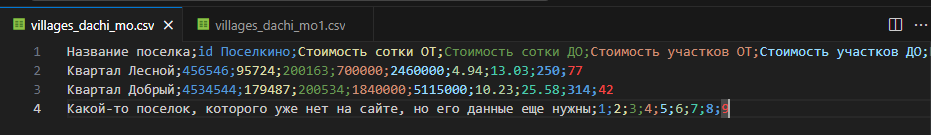 villages_dachi_mo.csv
villages_dachi_mo1.csv
1 Название поселка;id Поселкино;Стоимость сотки ОТ;Стоимость сотки ДО;Стоимость участков ОТ;Стоимость участков ДО;
2 Квартал Лесной;456546;95724;200163;700000;2460000;4.94;13.03;250;77
3 Квартал Добрый;4534544;179487;200534;1840000;5115000;10.23;25.58;314;42
4 Какой-то поселок, которого уже нет на сайте, но его данные еще нужны;1;2;3;4;5;6;7;8;9